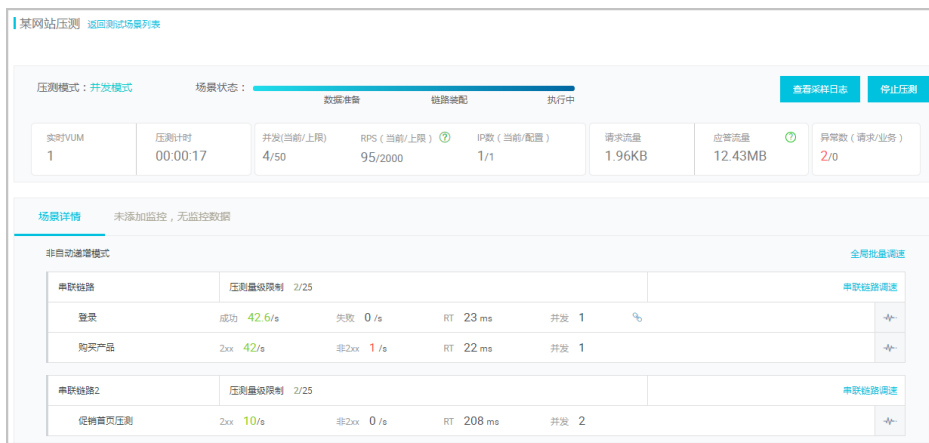 某网站压测 返回测试场景列表
压测模式：并发模式 场景状态： 数据准备 链路装配 执行中 查看采样日志 停止压测
实时VUM 压测计时 并发(当前/上限) RPS（当前/上限） ? IP数（当前/配置） 请求流量 应答流量 ? 异常数（请求/业务）
1 00:00:17 4/50 95/2000 1/1 1.96KB 12.43MB 2/0
场景详情 未添加监控，无监控数据
非自动递增模式 全局批量调速
串联链路 压测量级限制 2/25 串联链路调速
登录 成功 42.6/s 失败 0 /s RT 23 ms 并发 1
购买产品 2xx 42/s 非2xx 1 /s RT 22 ms 并发 1
串联链路2 压测量级限制 2/25 串联链路调速
促销首页压测 2xx 10/s 非2xx 0 /s RT 208 ms 并发 2